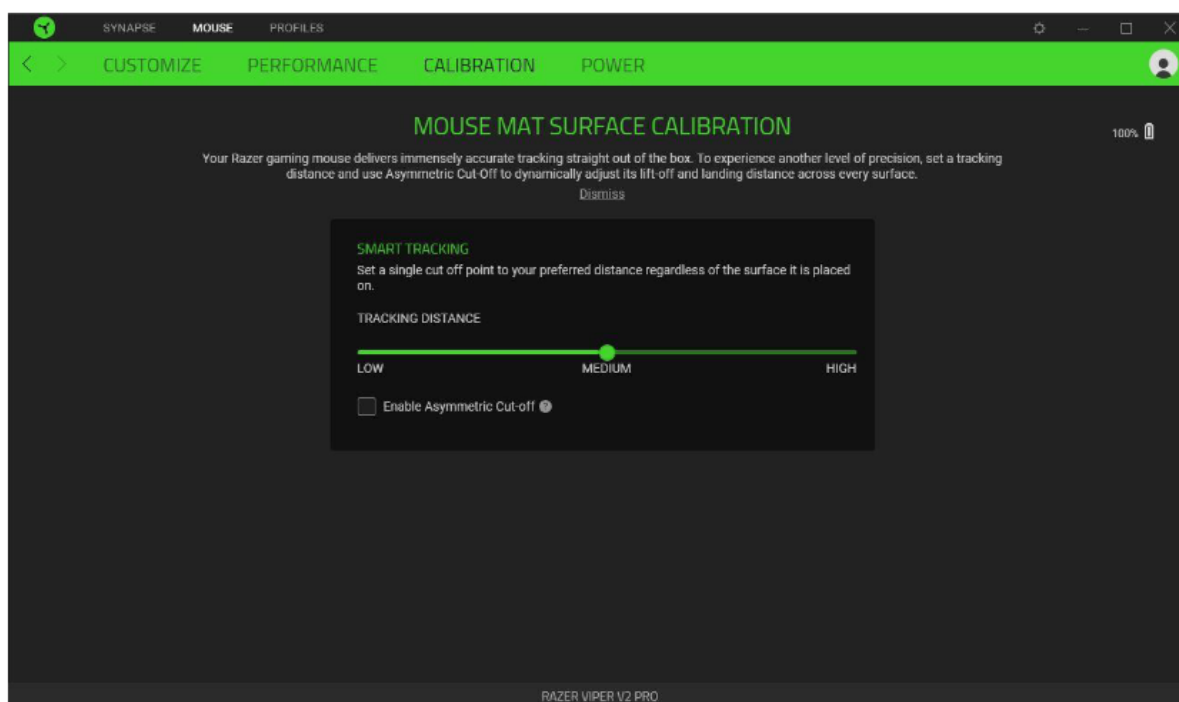 SYNAPSE MOUSE PROFILES
CUSTOMIZE PERFORMANCE CALIBRATION POWER
MOUSE MAT SURFACE CALIBRATION
100%
Your Razer gaming mouse delivers immensely accurate tracking straight out of the box. To experience another level of precision, set a tracking
distance and use Asymmetric Cut-Off to dynamically adjust its lift-off and landing distance across every surface.
Dismiss
SMART TRACKING
Set a single cut off point to your preferred distance regardless of the surface it is placed
on.
TRACKING DISTANCE
LOW MEDIUM HIGH
Enable Asymmetric Cut-off ?
RAZER VIPER V2 PRO